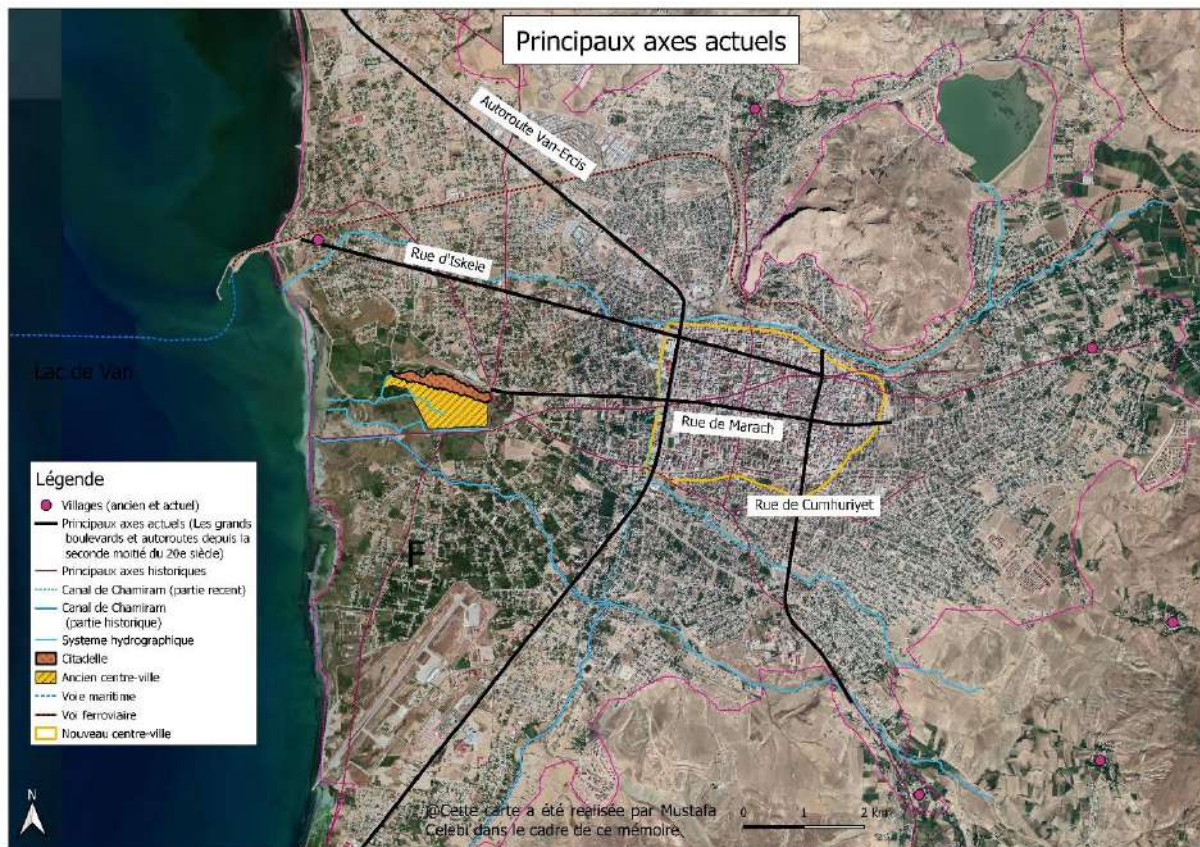 Principaux axes actuels
Autoroute Van-Ercis
Rue d'Iskele
Lac de Van
Rue de Marach
Rue de Cumhuriyet
F
Légende
Villages (ancien et actuel)
Principaux axes actuels (Les grands
boulevards et autoroutes depuis la
seconde moitié du 20e siècle)
Principaux axes historiques
Canal de Chamiram (partie recent)
Canal de Chamiram
(partie historique)
Système hydrographique
Citadelle
Ancien centre-ville
Voie maritime
Voi ferroviaire
Nouveau centre-ville
N
@Cette carte a été realisée par Mustafa
Celebi dans le cadre de ce mémoire.
0 1 2 km